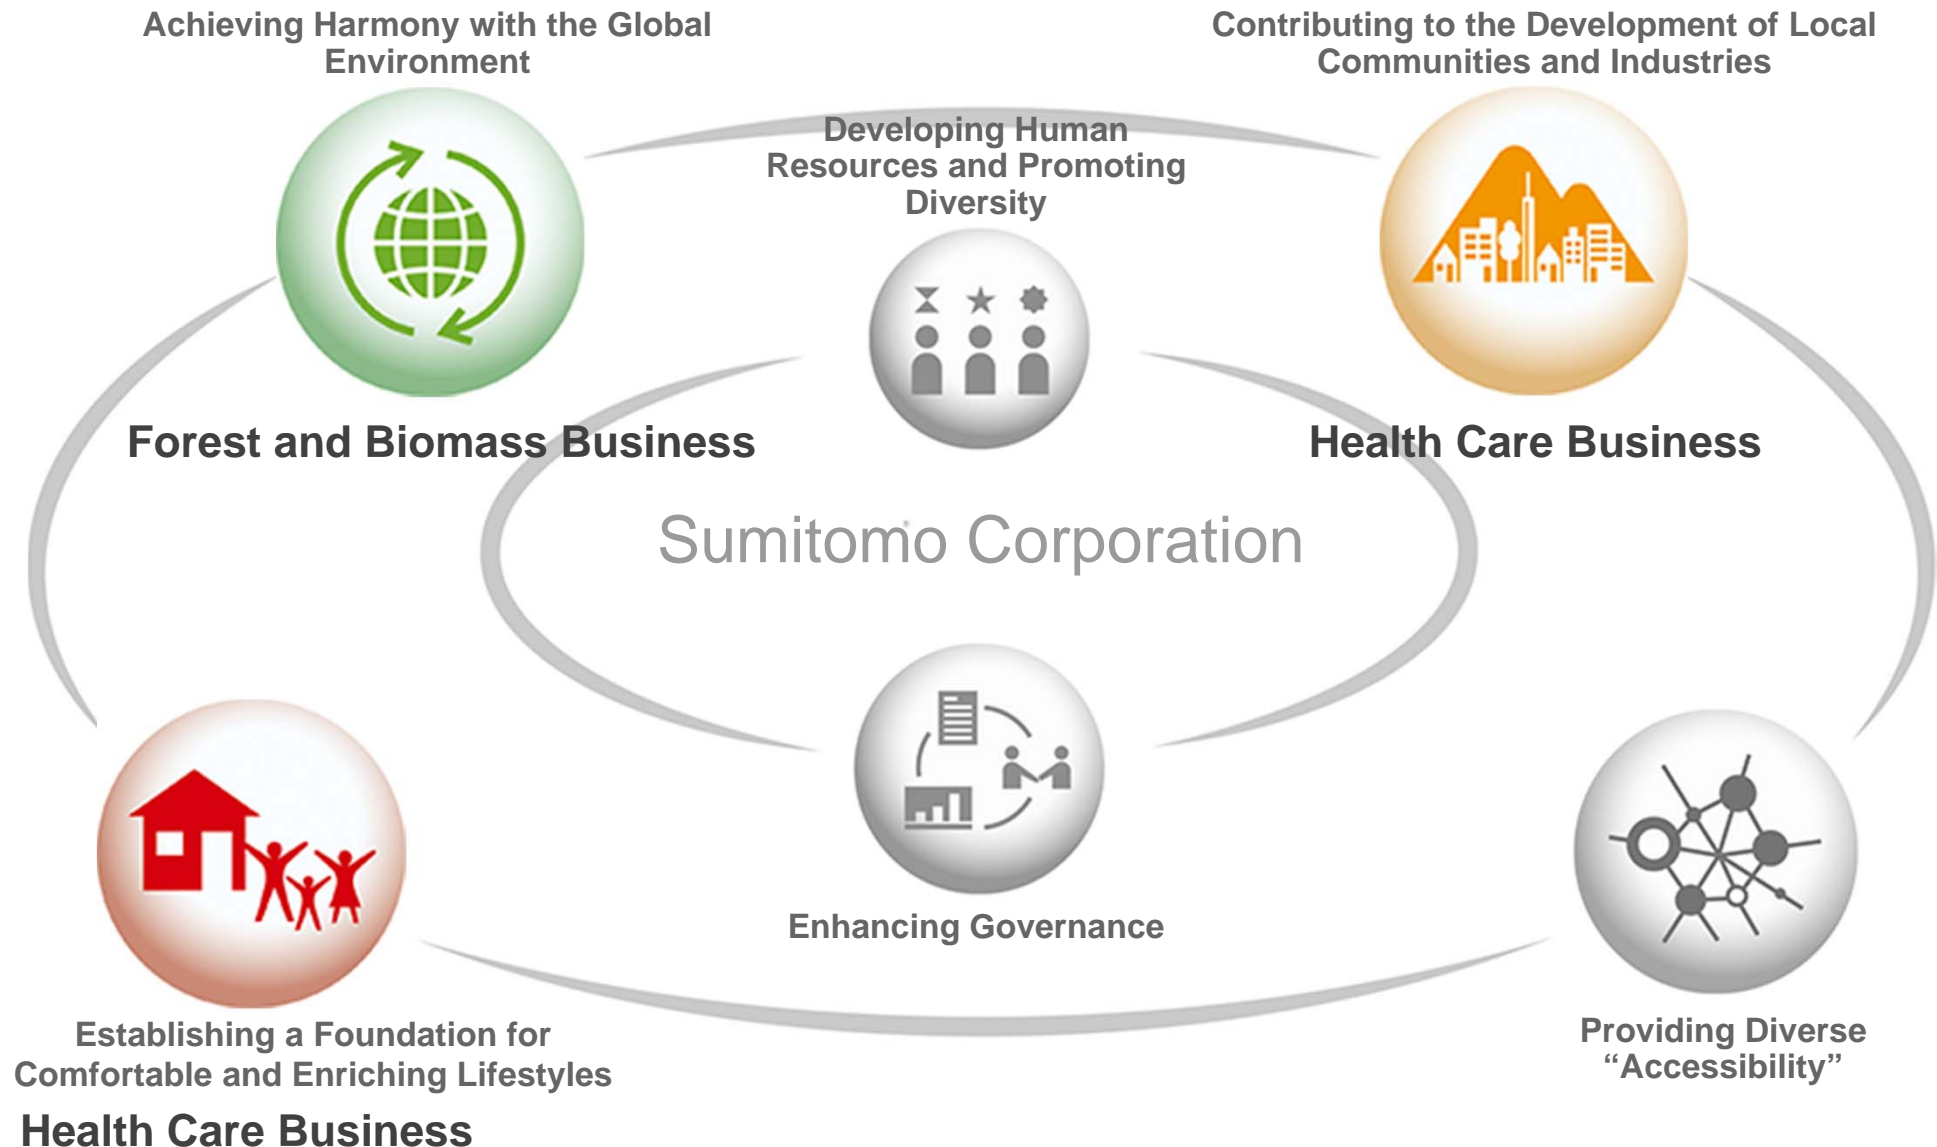 Achieving Harmony with the Global
Environment
Contributing to the Development of Local
Communities and Industries
Developing Human
Resources and Promoting
Diversity
Forest and Biomass Business
Health Care Business
Sumitomo Corporation
Enhancing Governance
Establishing a Foundation for
Comfortable and Enriching Lifestyles
Health Care Business
Providing Diverse
“Accessibility”